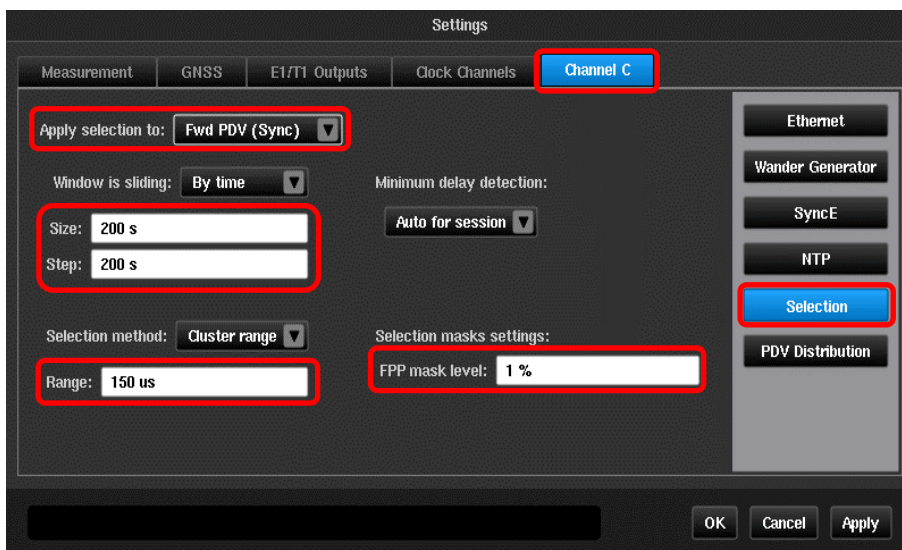 Settings
Measurement GNSS E1/T1 Outputs Clock Channels Channel C
Apply selection to: Fwd PDV (Sync)
Window is sliding: By time
Size: 200 s
Step: 200 s
Minimum delay detection:
Auto for session
Selection method: Cluster range
Range: 150 us
Selection masks settings:
FPP mask level: 1 %
Ethernet
Wander Generator
SyncE
NTP
Selection
PDV Distribution
OK Cancel Apply